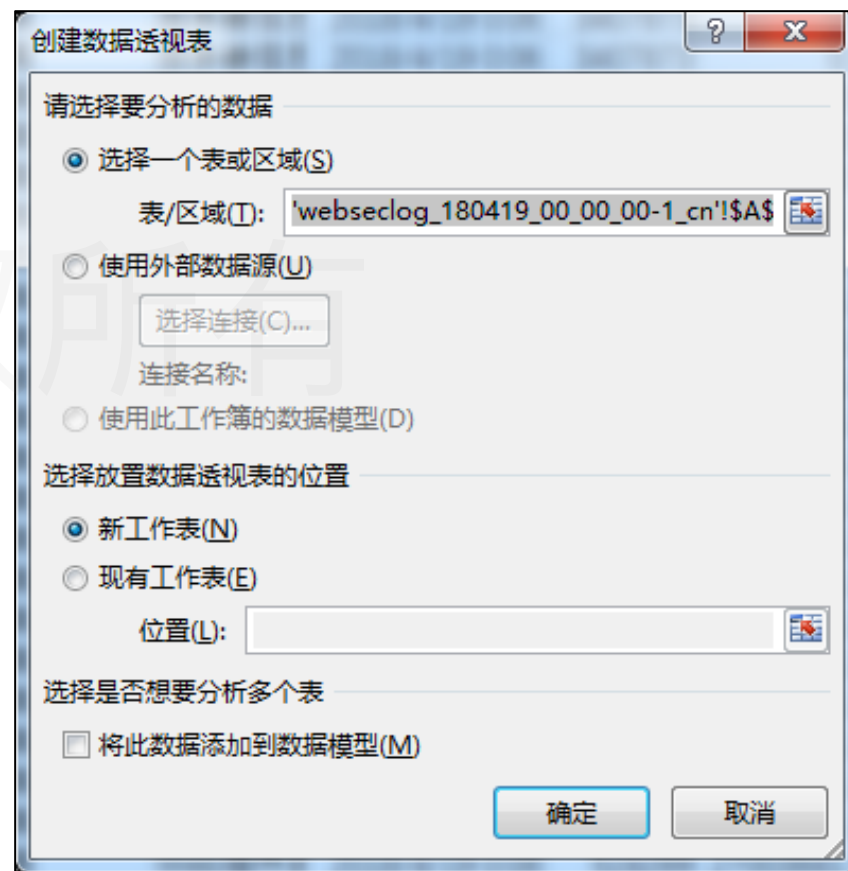 创建数据透视表
请选择要分析的数据
选择一个表或区域(S)
表/区域(T): 'webseclog_180419_00_00_00-1_cn'!$A$
使用外部数据源(U)
选择连接(C)...
连接名称:
使用此工作簿的数据模型(D)
选择放置数据透视表的位置
新工作表(N)
现有工作表(E)
位置(L):
选择是否想要分析多个表
将此数据添加到数据模型(M)
确定 取消
所有